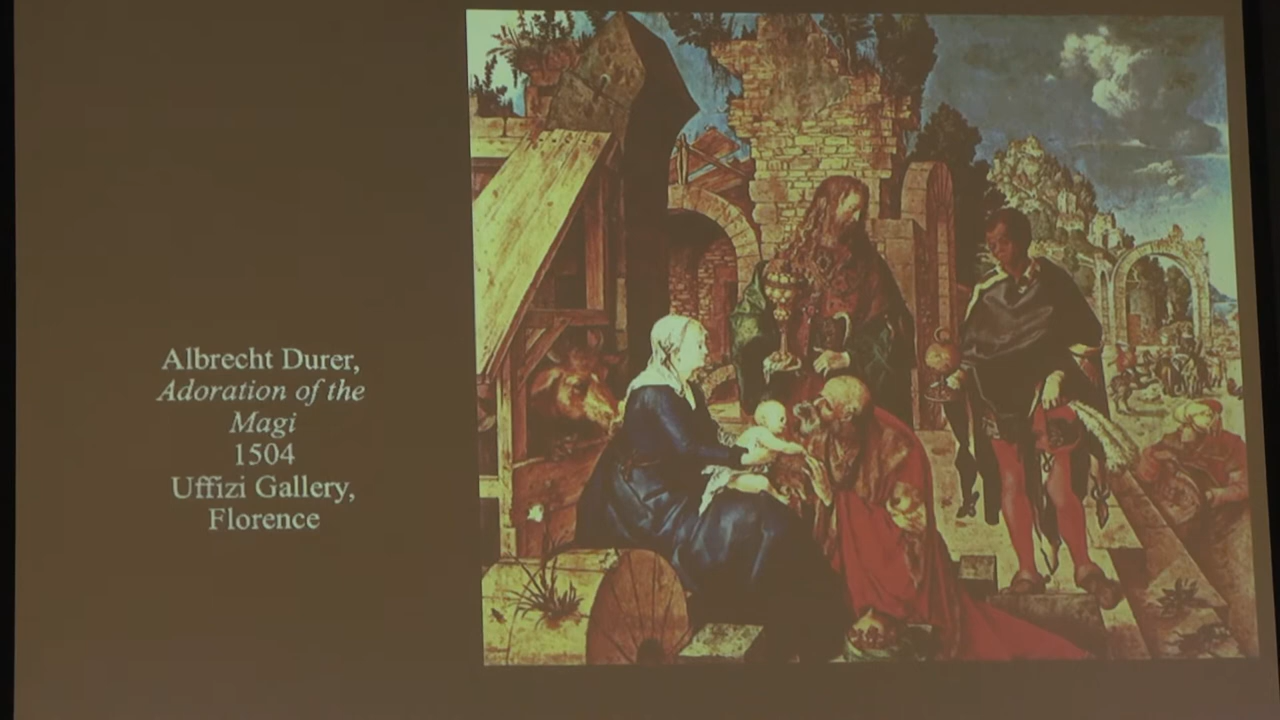 Albrecht Durer,
Adoration of the
Magi
1504
Uffizi Gallery,
Florence